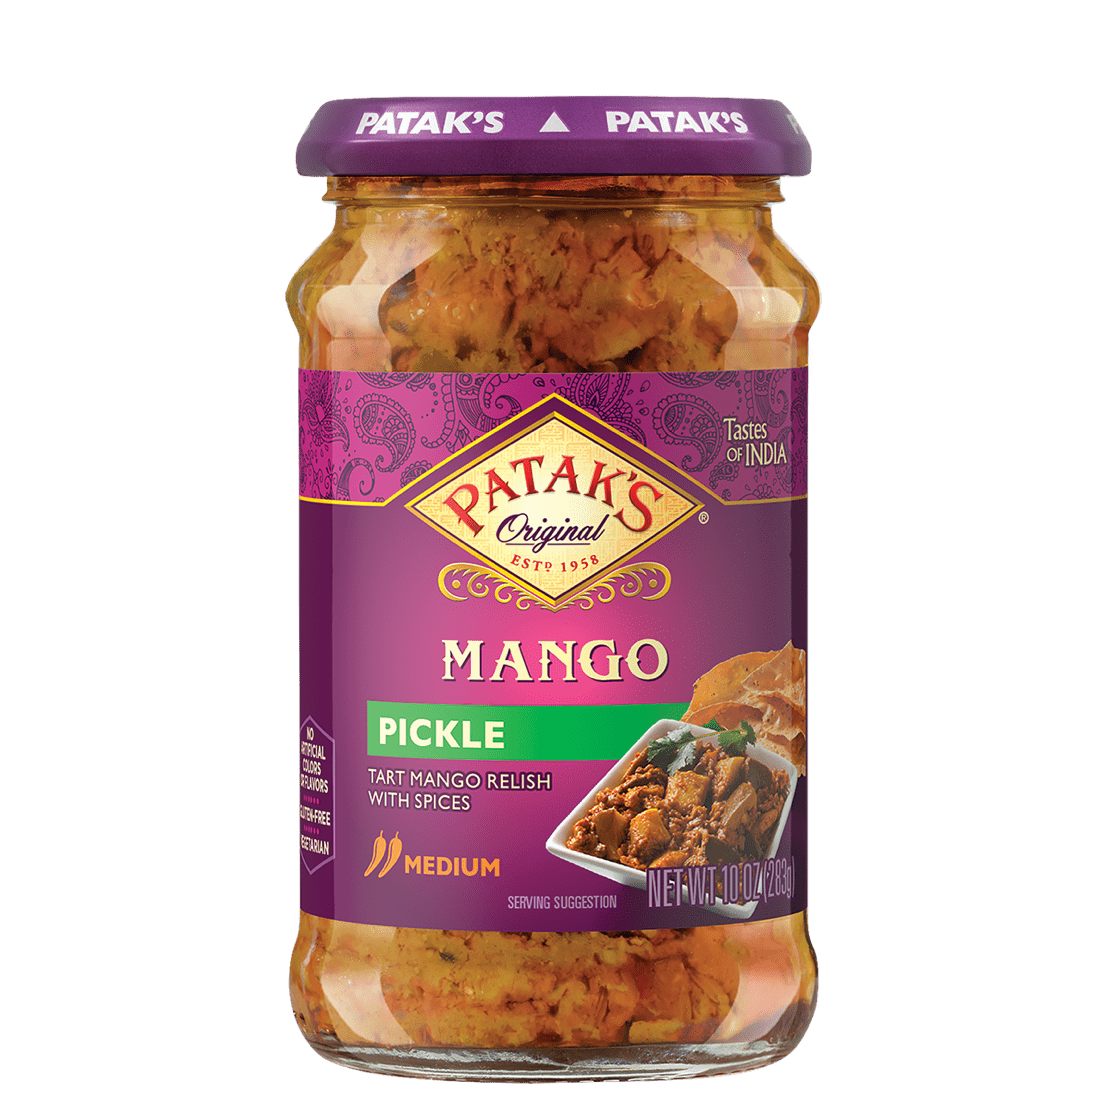 PATAK'S PATAK'S
Tastes
OF INDIA
PATAK'S
®
Original
ESTD 1958
MANGO
PICKLE
TART MANGO RELISH
WITH SPICES
NO
ARTIFICIAL
COLORS
OR FLAVORS
GLUTEN-FREE
VEGETARIAN
MEDIUM
SERVING SUGGESTION
NET WT 10 OZ (283g)